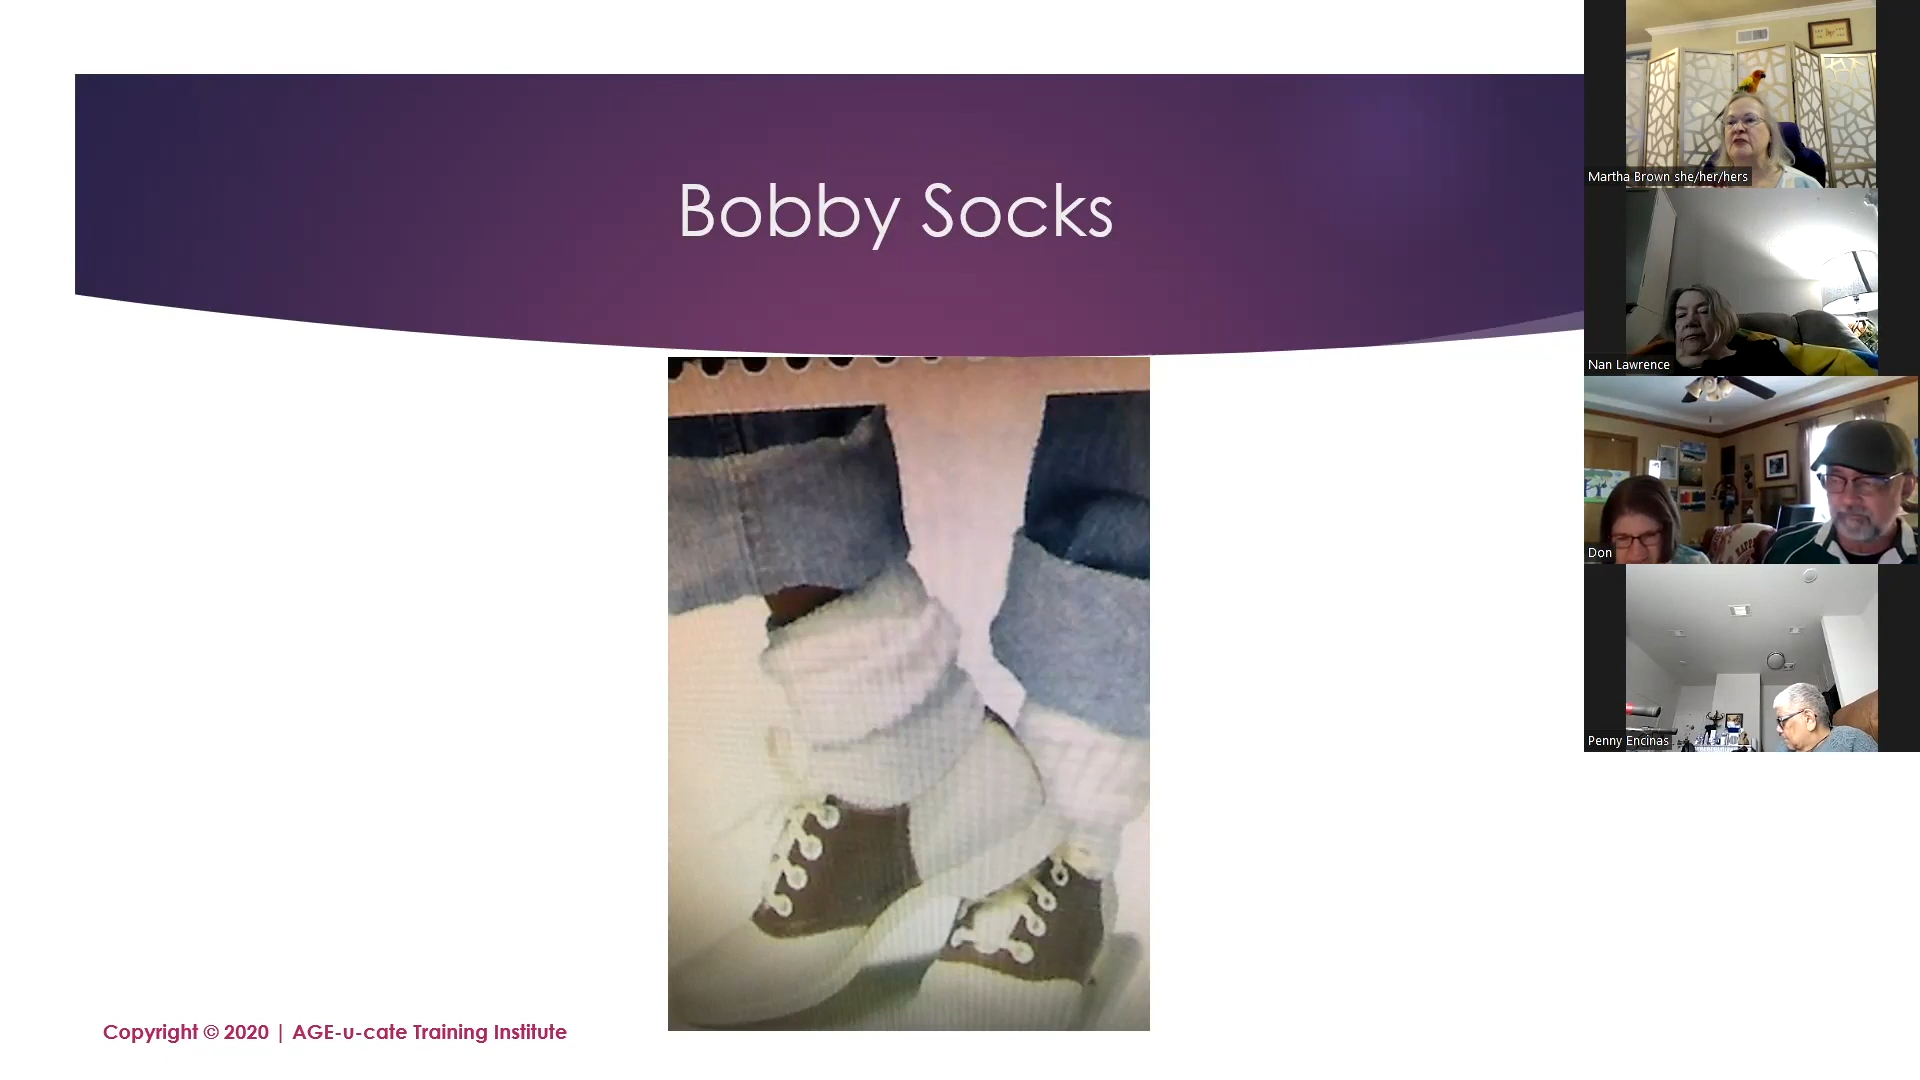 Bobby Socks
Copyright © 2020 | AGE-u-cate Training Institute
Martha Brown she/her/hers
Nan Lawrence
Don
Penny Encinas